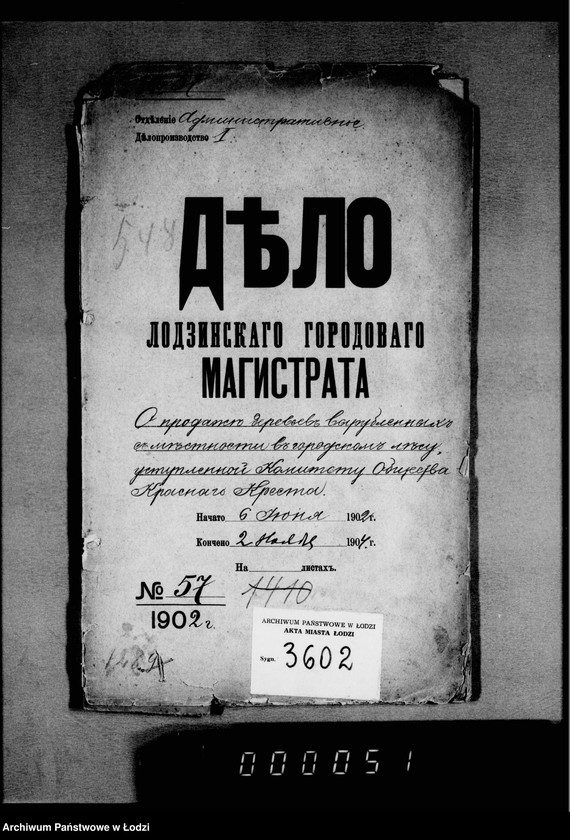 Отдѣленіе Административное
Дѣлопроизводство I.
548
ДѢЛО
ЛОДЗИНСКАГО ГОРОДОВАГО
МАГИСТРАТА
О продажѣ деревьевъ вырубленныхъ
съ мѣстности въ городскомъ лѣсу,
уступленной Комитету Общества
Краснаго Креста.
Начато 6 Іюня 1902г.
Кончено 2 1904 г.
На листахъ.
№ 57
1902 г.
1410
ARCHIWUM PAŃSTWOWE W ŁODZI
AKTA MIASTA ŁODZI
Sygn. 3602
000051
Archiwum Państwowe w Łodzi